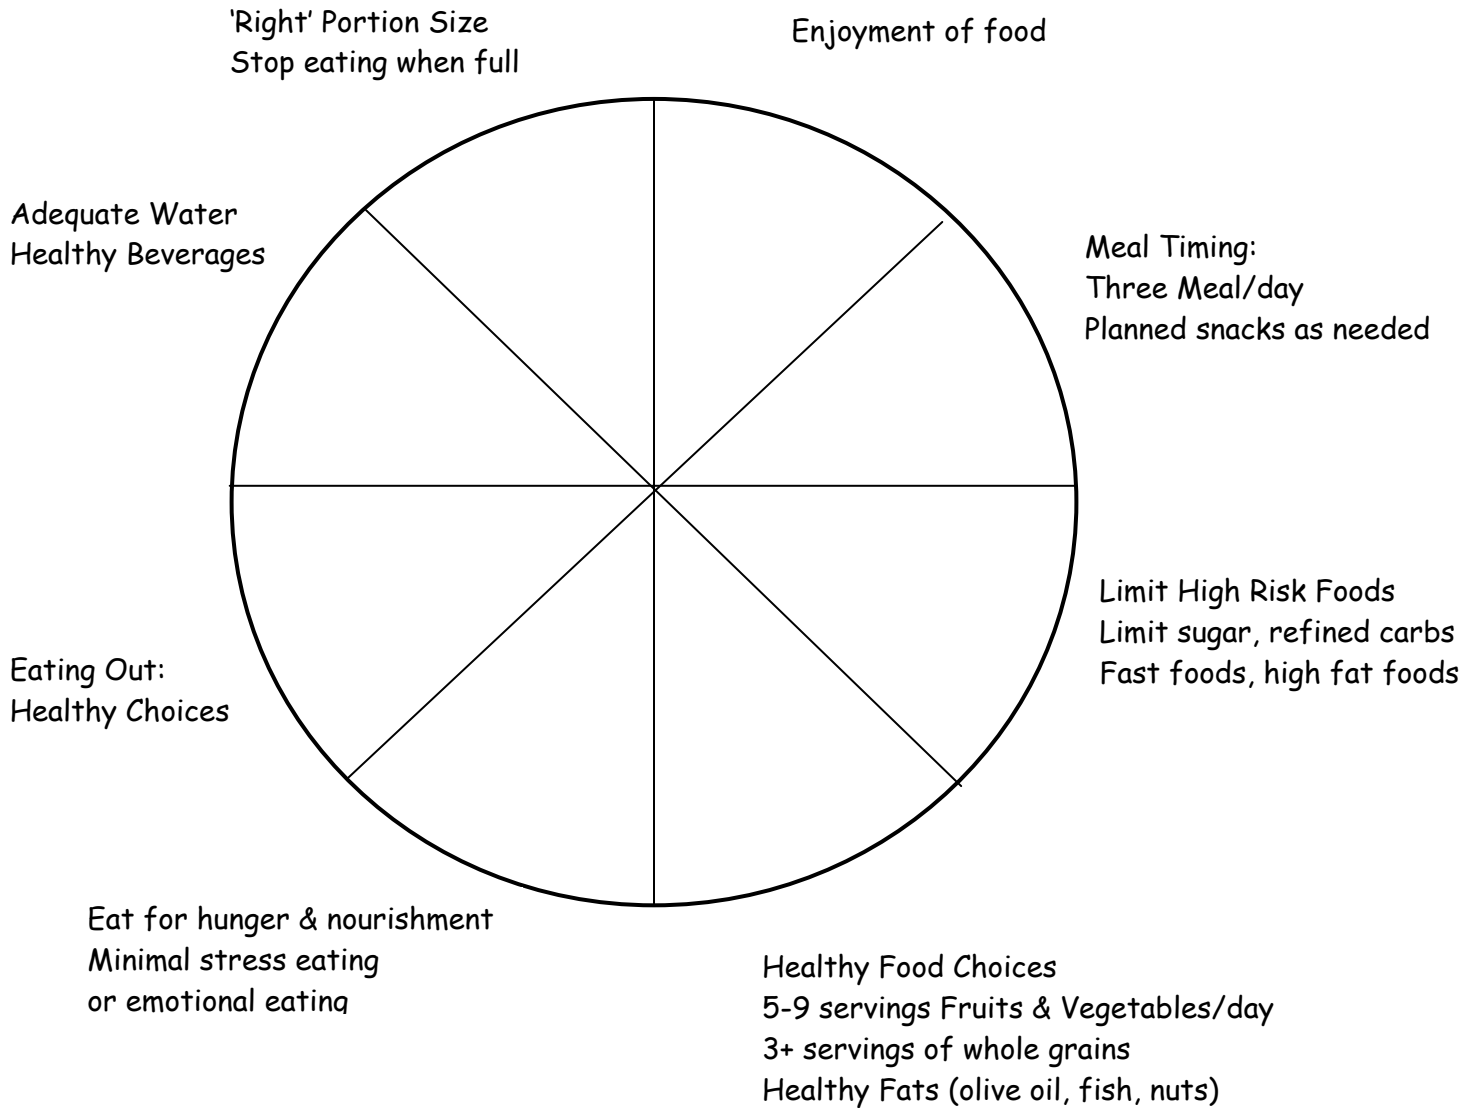 ‘Right’ Portion Size
Stop eating when full
Enjoyment of food
Adequate Water
Healthy Beverages
Meal Timing:
Three Meal/day
Planned snacks as needed
Limit High Risk Foods
Limit sugar, refined carbs
Fast foods, high fat foods
Eating Out:
Healthy Choices
Eat for hunger & nourishment
Minimal stress eating
or emotional eating
Healthy Food Choices
5-9 servings Fruits & Vegetables/day
3+ servings of whole grains
Healthy Fats (olive oil, fish, nuts)